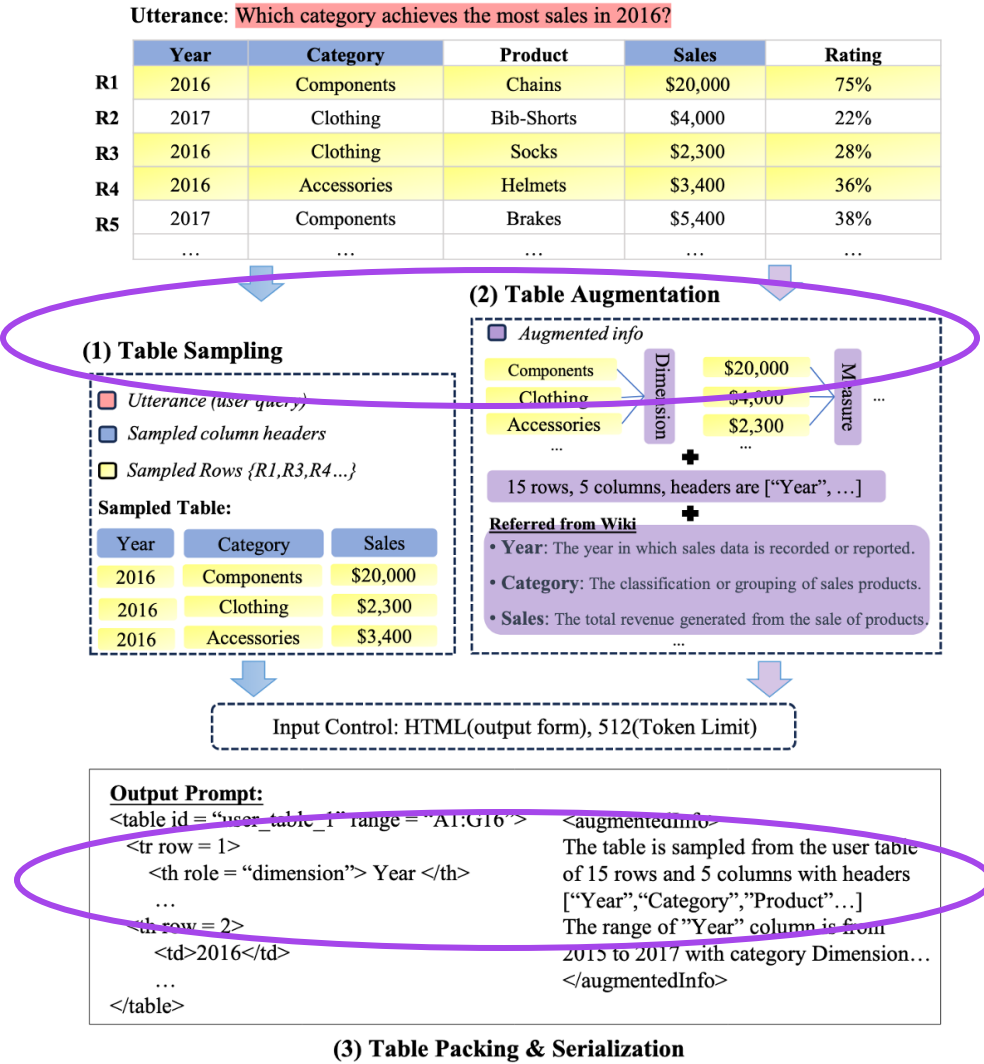 Utterance: Which category achieves the most sales in 2016?
Year Category Product Sales Rating
R1 2016 Components Chains $20,000 75%
R2 2017 Clothing Bib-Shorts $4,000 22%
R3 2016 Clothing Socks $2,300 28%
R4 2016 Accessories Helmets $3,400 36%
R5 2017 Components Brakes $5,400 38%
... ... ... ... ...
(1) Table Sampling
Utterance (user query)
Sampled column headers
Sampled Rows {R1,R3,R4...}
Sampled Table:
Year Category Sales
2016 Components $20,000
2016 Clothing $2,300
2016 Accessories $3,400
(2) Table Augmentation
Augmented info
Components
Clothing
Accessories
...
Dimension
$20,000
$4,000
$2,300
...
Measure
...
15 rows, 5 columns, headers are [“Year”, ...]
Referred from Wiki
• Year: The year in which sales data is recorded or reported.
• Category: The classification or grouping of sales products.
• Sales: The total revenue generated from the sale of products.
...
Input Control: HTML(output form), 512(Token Limit)
Output Prompt:
<table id = “user_table_1” range = “A1:G16”>
<tr row = 1>
<th role = “dimension”> Year </th>
...
<th row = 2>
<td>2016</td>
...
</table>
<augmentedInfo>
The table is sampled from the user table
of 15 rows and 5 columns with headers
[“Year”,“Category”,”Product”...]
The range of ”Year” column is from
2015 to 2017 with category Dimension...
</augmentedInfo>
(3) Table Packing & Serialization